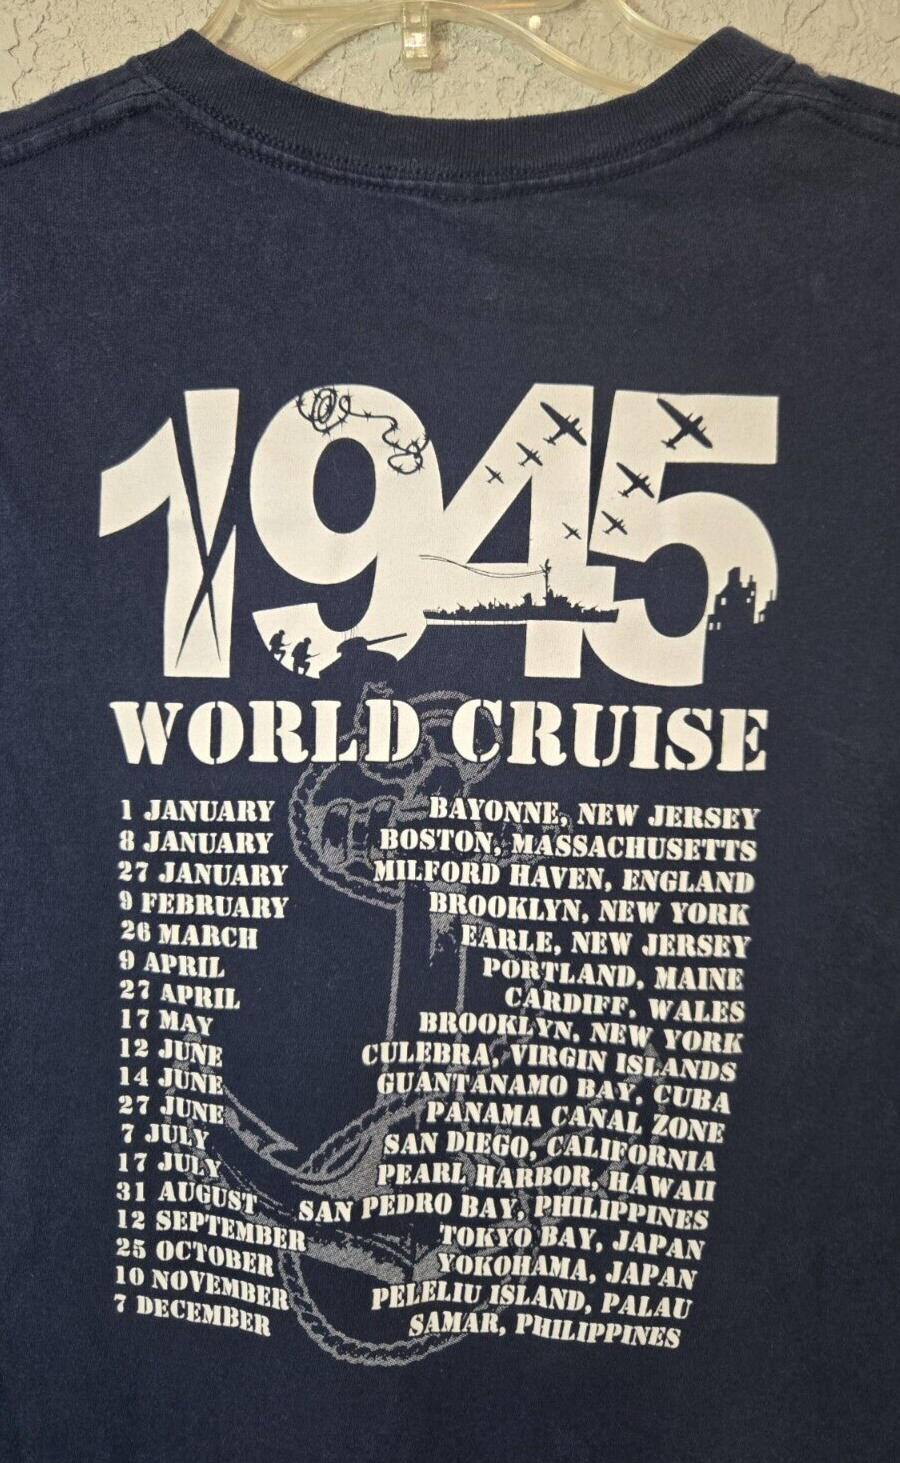 1945
WORLD CRUISE
1 JANUARY BAYONNE, NEW JERSEY
8 JANUARY BOSTON, MASSACHUSETTS
27 JANUARY MILFORD HAVEN, ENGLAND
9 FEBRUARY BROOKLYN, NEW YORK
26 MARCH EARLE, NEW JERSEY
9 APRIL PORTLAND, MAINE
27 APRIL CARDIFF, WALES
17 MAY BROOKLYN, NEW YORK
12 JUNE CULEBRA, VIRGIN ISLANDS
14 JUNE GUANTANAMO BAY, CUBA
27 JUNE PANAMA CANAL ZONE
7 JULY SAN DIEGO, CALIFORNIA
17 JULY PEARL HARBOR, HAWAII
31 AUGUST SAN PEDRO BAY, PHILIPPINES
12 SEPTEMBER TOKYO BAY, JAPAN
25 OCTOBER YOKOHAMA, JAPAN
10 NOVEMBER PELELIU ISLAND, PALAU
7 DECEMBER SAMAR, PHILIPPINES